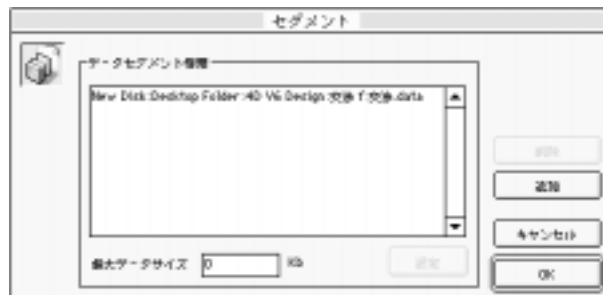 セグメント
データセグメント情報
New Disk:Desktop Folder:4D V6 Design:交換 f:交換.data
削除
追加
キャンセル
最大データサイズ 0 Kb
設定
OK